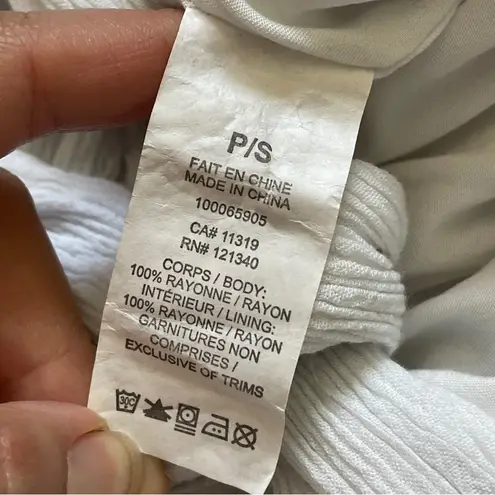 P/S
FAIT EN CHINE
MADE IN CHINA
100065905
CA# 11319
RN# 121340
CORPS / BODY:
100% RAYONNE / RAYON
INTÉRIEUR / LINING:
100% RAYONNE / RAYON
GARNITURES NON
COMPRISES /
EXCLUSIVE OF TRIMS
30C